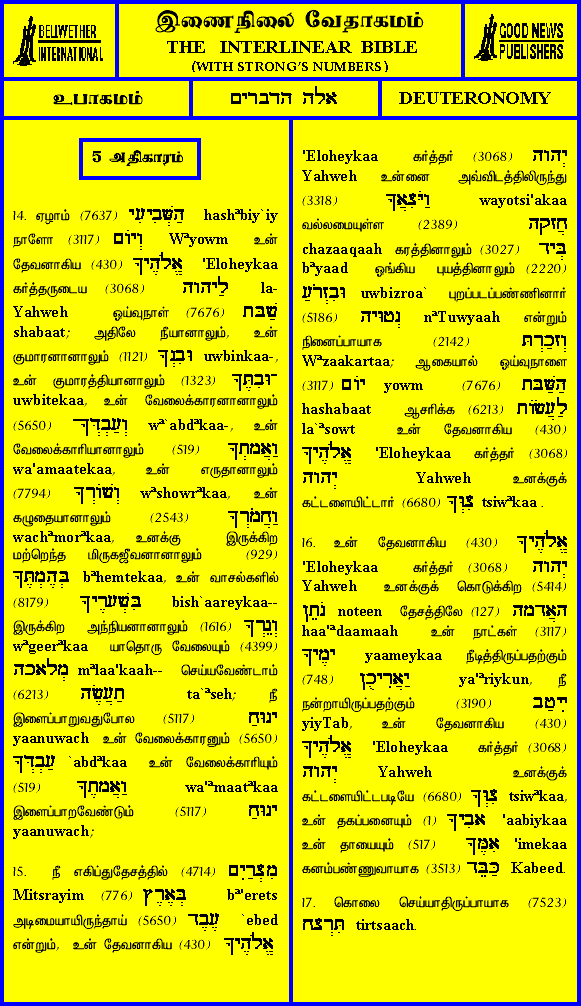 BELLWETHER
INTERNATIONAL
இணைநிலை வேதாகமம்
THE INTERLINEAR BIBLE
(WITH STRONG'S NUMBERS)
GOOD NEWS
PUBLISHERS
உபாகமம்
אלה הדברים
DEUTERONOMY
5 அதிகாரம்
14. ஏழாம் (7637) הַשְּׁבִיעִי hashªbiy`iy
நாளோ (3117) וְיוֹם Wªyowm உன்
தேவனாகிய (430) אֱלֹהֶיךָ 'Eloheykaa
கர்த்தருடைய (3068) לַיהוה la-
Yahweh ஓய்வுநாள் (7676) שַׁבָּת
shabaat; அதிலே நீயானாலும், உன்
குமாரனானாலும் (1121) וּבִנְךָ uwbinkaa-,
உன் குமாரத்தியானாலும் (1323) וּבִתֶּךָ-
uwbitekaa, உன் வேலைக்காரனானாலும்
(5650) וְעַבְדְּךָ wª`abdªkaa-, உன்
வேலைக்காரியானாலும் (519) וַאֲמָתְךָ
wa'amaatekaa, உன் எருதானாலும்
(7794) וְשׁוֹרְךָ wªshowrªkaa, உன்
கழுதையானாலும் (2543) וַחֲמֹרְךָ
wachªmorªkaa, உனக்கு இருக்கிற
மற்றெந்த மிருகஜீவனானாலும் (929)
בְּהֶמְתֶּךָ bªhemtekaa, உன் வாசல்களில்
(8179) בִּשְׁעָרֶיךָ bish`aareykaa--
இருக்கிற அந்நியனானாலும் (1616) וְגֵרְךָ
wªgeerªkaa யாதொரு வேலையும் (4399)
מְלָאכָה mªlaa'kaah-- செய்யவேண்டாம்
(6213) תַעֲשֶׂה ta`ªseh; நீ
இளைப்பாறுவதுபோல (5117) יָנוּחַ
yaanuwach உன் வேலைக்காரனும் (5650)
עַבְדְּךָ `abdªkaa உன் வேலைக்காரியும்
(519) וַאֲמָתֶךָ wa'ªmaatªkaa
இளைப்பாறவேண்டும் (5117) יָנוּחַ
yaanuwach;
15. நீ எகிப்துதேசத்தில் (4714) מִצְרַיִם
Mitsrayim (776) בְּאֶרֶץ bª'erets
அடிமையாயிருந்தாய் (5650) עֶבֶד `ebed
என்றும், உன் தேவனாகிய (430) אֱלֹהֶיךָ
'Eloheykaa கர்த்தர் (3068) יְהוה
Yahweh உன்னை அவ்விடத்திலிருந்து
(3318) וַיֹּצִאֲךָ wayotsi'akaa
வல்லமையுள்ள (2389) חֲזָקָה
chazaaqaah கரத்தினாலும் (3027) בְּיָד
bªyaad ஓங்கிய புயத்தினாலும் (2220)
וּבִזְרֹעַ uwbizroa` புறப்படப்பண்ணினார்
(5186) נְטוּיָה nªTuwyaah என்றும்
நினைப்பாயாக (2142) וְזָכַרְתָּ
Wªzaakartaa; ஆகையால் ஓய்வுநாளை
(3117) יוֹם yowm (7676) הַשַּׁבָּת
hashabaat ஆசரிக்க (6213) לַעֲשׂוֹת
la`ªsowt உன் தேவனாகிய (430)
אֱלֹהֶיךָ 'Eloheykaa கர்த்தர் (3068)
יְהוה Yahweh உனக்குக்
கட்டளையிட்டார் (6680) צִוְּךָ tsiwªkaa .
16. உன் தேவனாகிய (430) אֱלֹהֶיךָ
'Eloheykaa கர்த்தர் (3068) יְהוה
Yahweh உனக்குக் கொடுக்கிற (5414)
נֹתֵן noteen தேசத்திலே (127) הָאֲדָמָה
haa'ªdaamaah உன் நாட்கள் (3117)
יָמֶיךָ yaameykaa நீடித்திருப்பதற்கும்
(748) יַאֲרִיכֻן ya'ªriykun, நீ
நன்றாயிருப்பதற்கும் (3190) יִיטַב
yiyTab, உன் தேவனாகிய (430)
אֱלֹהֶיךָ 'Eloheykaa கர்த்தர் (3068)
יְהוה Yahweh உனக்குக்
கட்டளையிட்டபடியே (6680) צִוְּךָ tsiwªkaa,
உன் தகப்பனையும் (1) אָבִיךָ 'aabiykaa
உன் தாயையும் (517) אִמֶּךָ 'imekaa
கனம்பண்ணுவாயாக (3513) כַּבֵּד Kabeed.
17. கொலை செய்யாதிருப்பாயாக (7523)
תִּרְצָח tirtsaach.